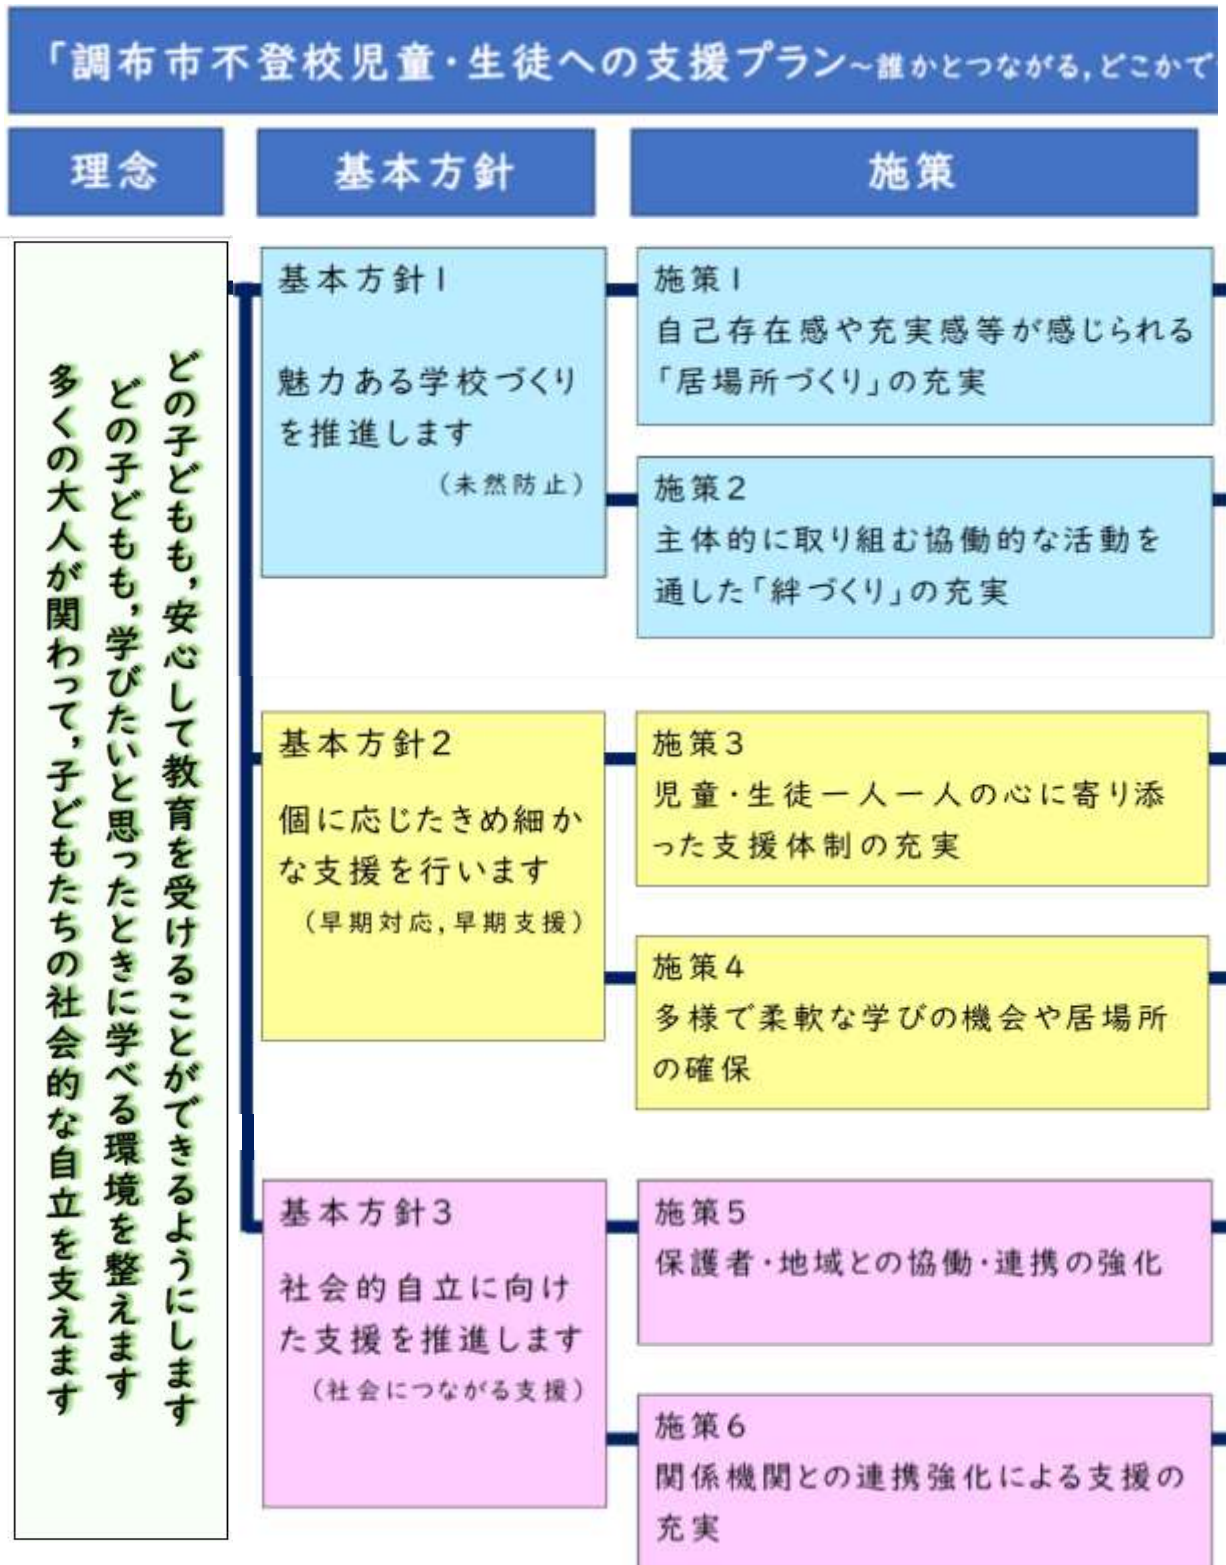 「調布市不登校児童・生徒への支援プラン～誰かとつながる,どこかで
理念
基本方針
施策
どの子どもも,安心して教育を受けることができるようにします
どの子どもも,学びたいと思ったときに学べる環境を整えます
多くの大人が関わって,子どもたちの社会的な自立を支えます
基本方針1
魅力ある学校づくり
を推進します
(未然防止)
施策1
自己存在感や充実感等が感じられる
「居場所づくり」の充実
施策2
主体的に取り組む協働的な活動を
通した「絆づくり」の充実
基本方針2
個に応じたきめ細か
な支援を行います
(早期対応,早期支援)
施策3
児童・生徒一人一人の心に寄り添
った支援体制の充実
施策4
多様で柔軟な学びの機会や居場所
の確保
基本方針3
社会的自立に向け
た支援を推進します
(社会につながる支援)
施策5
保護者・地域との協働・連携の強化
施策6
関係機関との連携強化による支援の
充実